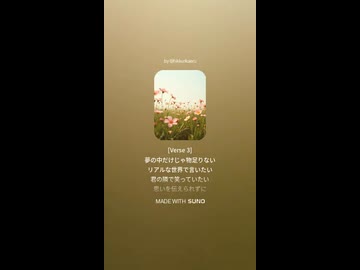 [Verse 3]
夢の中だけじゃ物足りない
リアルな世界で言いたい
君の隣で笑っていたい
思いを伝えられずに
MADE WITH SUNO